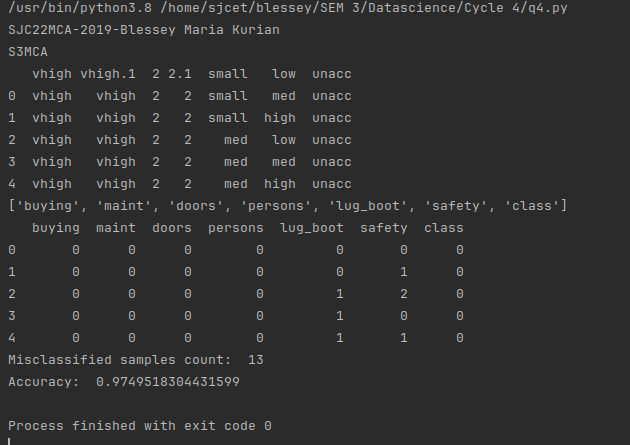 /usr/bin/python3.8 /home/sjcet/blessey/SEM 3/Datascience/Cycle 4/q4.py
SJC22MCA-2019-Blessey Maria Kurian
S3MCA
   vhigh vhigh.1  2 2.1  small   low  unacc
0  vhigh   vhigh  2   2  small   med  unacc
1  vhigh   vhigh  2   2  small  high  unacc
2  vhigh   vhigh  2   2    med   low  unacc
3  vhigh   vhigh  2   2    med   med  unacc
4  vhigh   vhigh  2   2    med  high  unacc
['buying', 'maint', 'doors', 'persons', 'lug_boot', 'safety', 'class']
   buying  maint  doors  persons  lug_boot  safety  class
0       0      0      0        0         0       0      0
1       0      0      0        0         0       1      0
2       0      0      0        0         1       2      0
3       0      0      0        0         1       0      0
4       0      0      0        0         1       1      0
Misclassified samples count:  13
Accuracy:  0.9749518304431599
Process finished with exit code 0